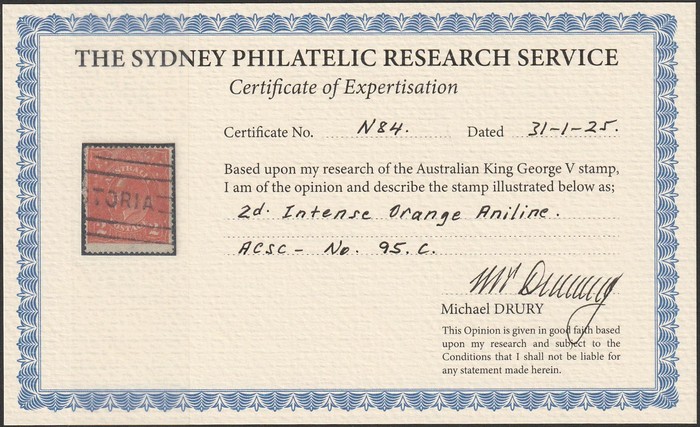 THE SYDNEY PHILATELIC RESEARCH SERVICE
Certificate of Expertisation
Certificate No. N84. Dated 31-1-25.
Based upon my research of the Australian King George V stamp,
I am of the opinion and describe the stamp illustrated below as;
2d. Intense Orange Aniline.
ACSC - No. 95. C.
Michael DRURY
This Opinion is given in good faith based
upon my research and subject to the
Conditions that I shall not be liable for
any statement made herein.
TORIA
2 2